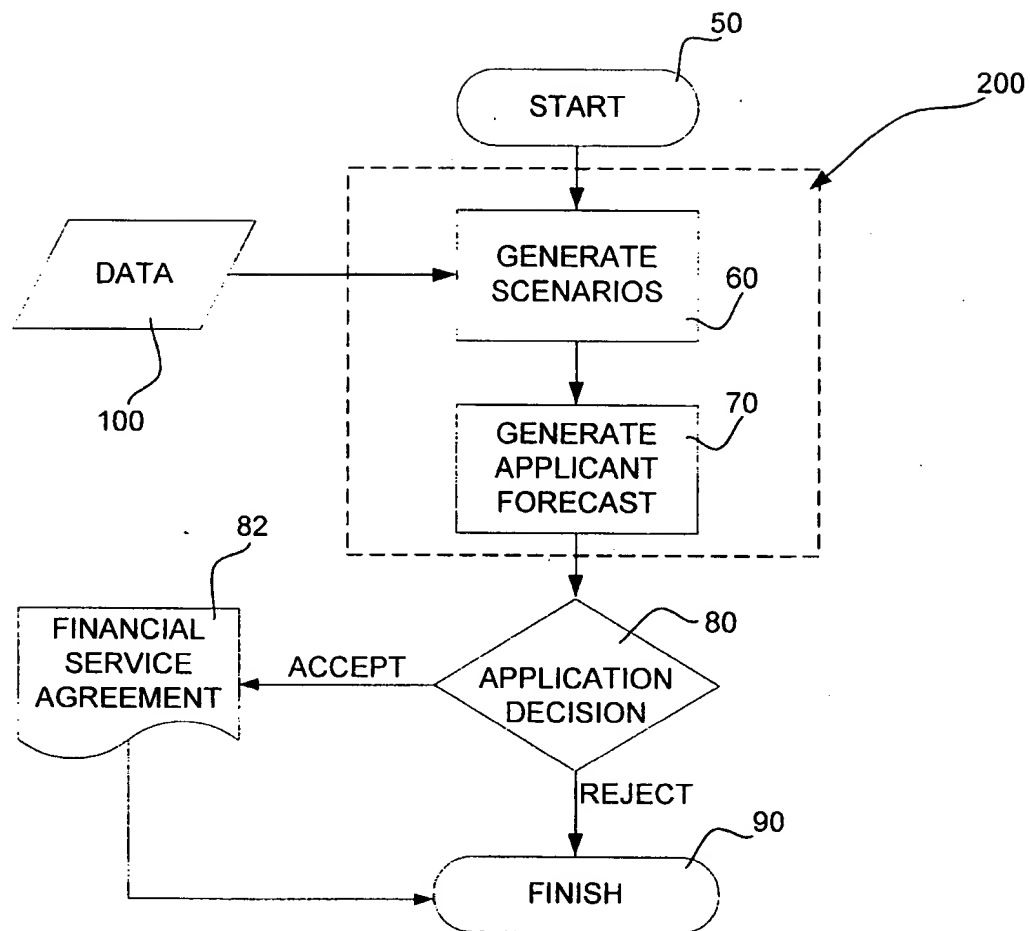 50
START
200
DATA
GENERATE
SCENARIOS
60
100
70
GENERATE
APPLICANT
FORECAST
82
FINANCIAL
SERVICE
AGREEMENT
ACCEPT
80
APPLICATION
DECISION
REJECT
90
FINISH